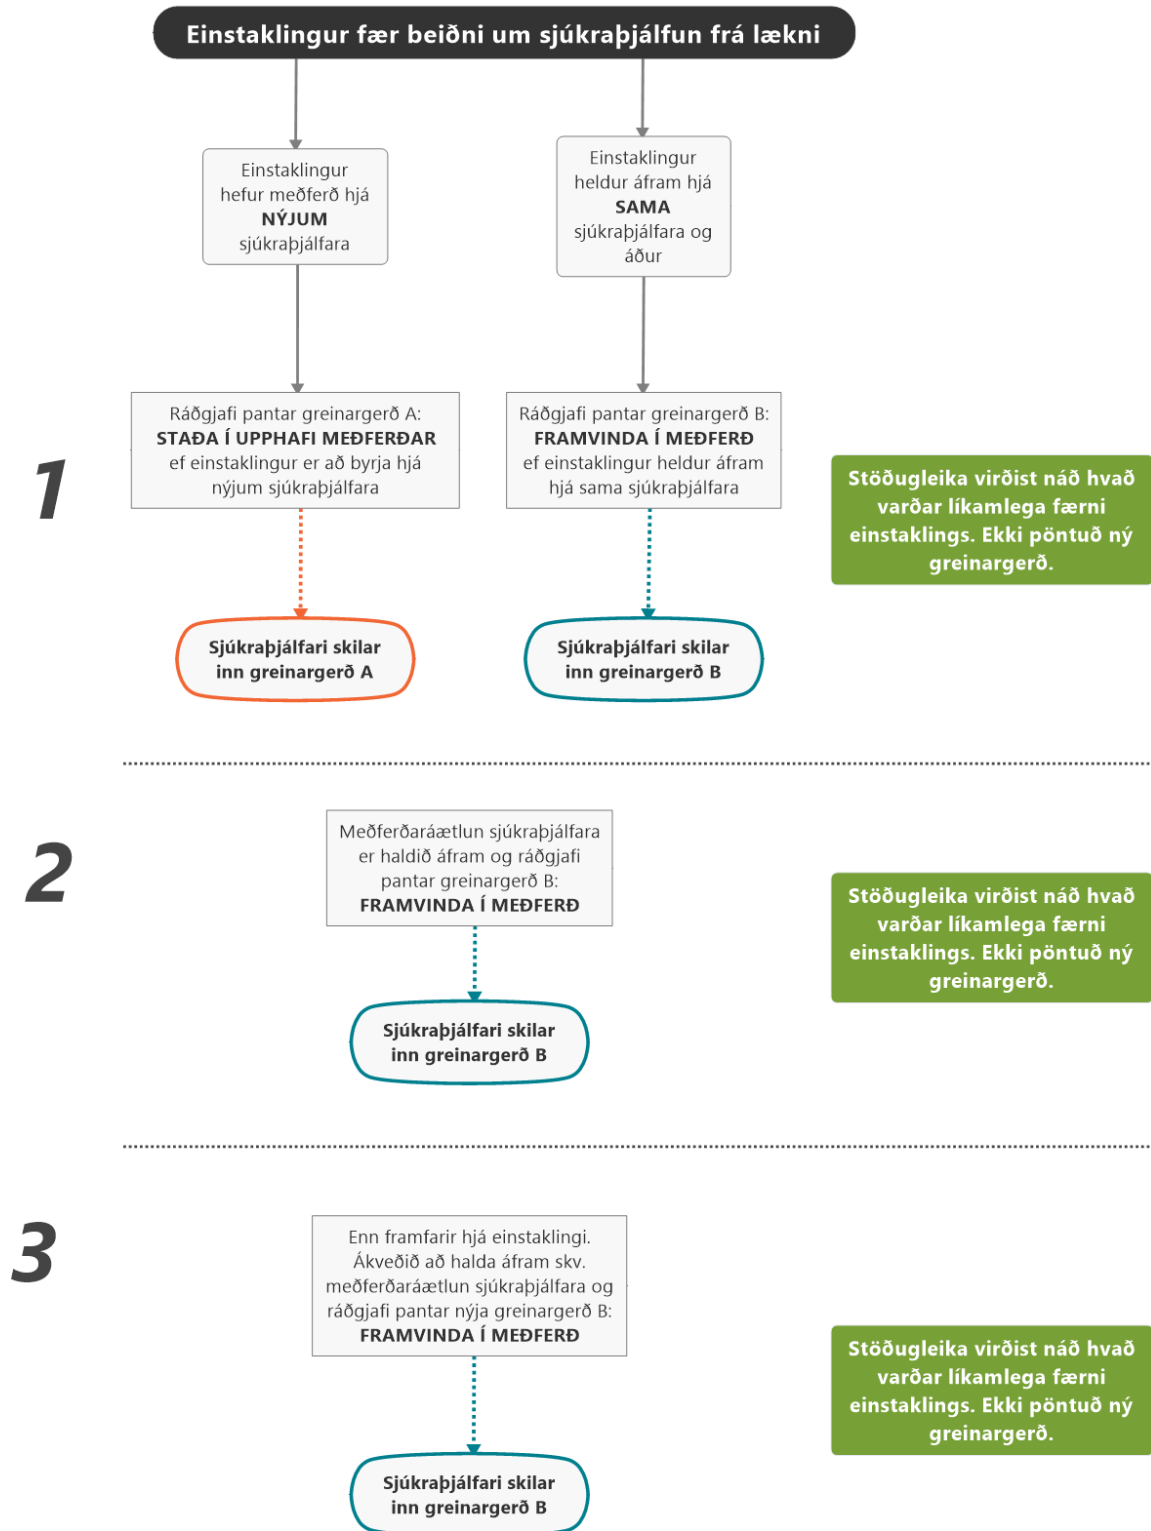 Einstaklingur fær beiðni um sjúkraþjálfun frá lækni
Einstaklingur
hefur meðferð hjá
NÝJUM
sjúkraþjálfara
Einstaklingur
heldur áfram hjá
SAMA
sjúkraþjálfara og
áður
1
Ráðgjafi pantar greinargerð A:
STAÐA Í UPPHAFI MEÐFERÐAR
ef einstaklingur er að byrja hjá
nýjum sjúkraþjálfara
Ráðgjafi pantar greinargerð B:
FRAMVINDA Í MEÐFERÐ
ef einstaklingur heldur áfram
hjá sama sjúkraþjálfara
Stöðugleika virðist náð hvað
varðar líkamlega færni
einstaklings. Ekki pöntuð ný
greinargerð.
Sjúkraþjálfari skilar
inn greinargerð A
Sjúkraþjálfari skilar
inn greinargerð B
2
Meðferðaráætlun sjúkraþjálfara
er haldið áfram og ráðgjafi
pantar greinargerð B:
FRAMVINDA Í MEÐFERÐ
Stöðugleika virðist náð hvað
varðar líkamlega færni
einstaklings. Ekki pöntuð ný
greinargerð.
Sjúkraþjálfari skilar
inn greinargerð B
3
Enn framfarir hjá einstaklingi.
Ákveðið að halda áfram skv.
meðferðaráætlun sjúkraþjálfara og
ráðgjafi pantar nýja greinargerð B:
FRAMVINDA Í MEÐFERÐ
Stöðugleika virðist náð hvað
varðar líkamlega færni
einstaklings. Ekki pöntuð ný
greinargerð.
Sjúkraþjálfari skilar
inn greinargerð B